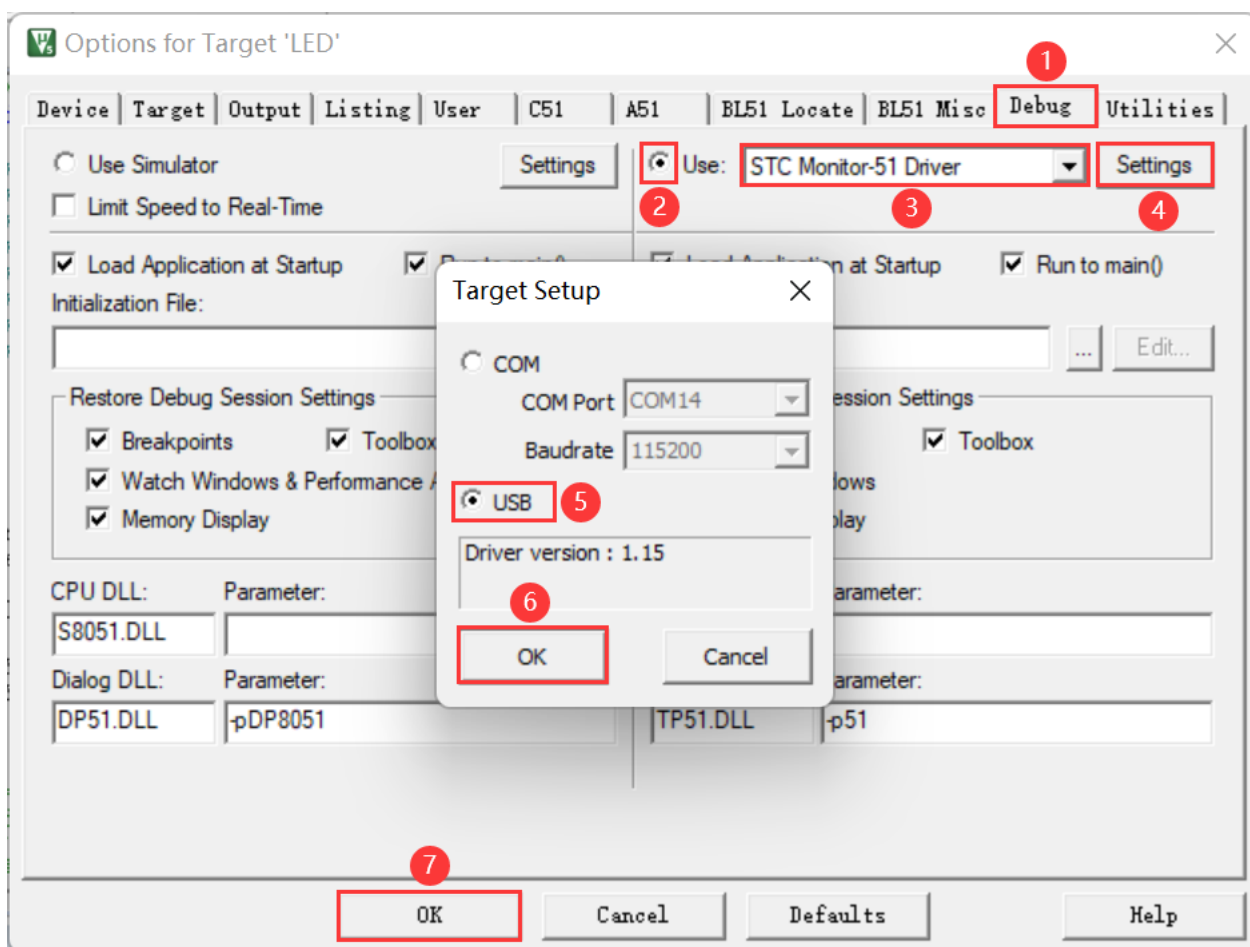 Options for Target 'LED'
1
Device Target Output Listing User C51 A51 BL51 Locate BL51 Misc Debug Utilities
Use Simulator Settings 2 Use: STC Monitor-51 Driver 3 Settings 4
Limit Speed to Real-Time
Load Application at Startup Load Application at Startup Run to main()
Initialization File:
... Edit...
Restore Debug Session Settings
Breakpoints Toolbox Toolbox
Watch Windows & Performance
Memory Display
CPU DLL: Parameter:
S8051.DLL
Dialog DLL: Parameter:
DP51.DLL -pDP8051 TP51.DLL -p51
Target Setup
COM
COM Port COM14
Baudrate 115200
USB 5
Driver version : 1.15
6
OK Cancel
7
OK Cancel Defaults Help